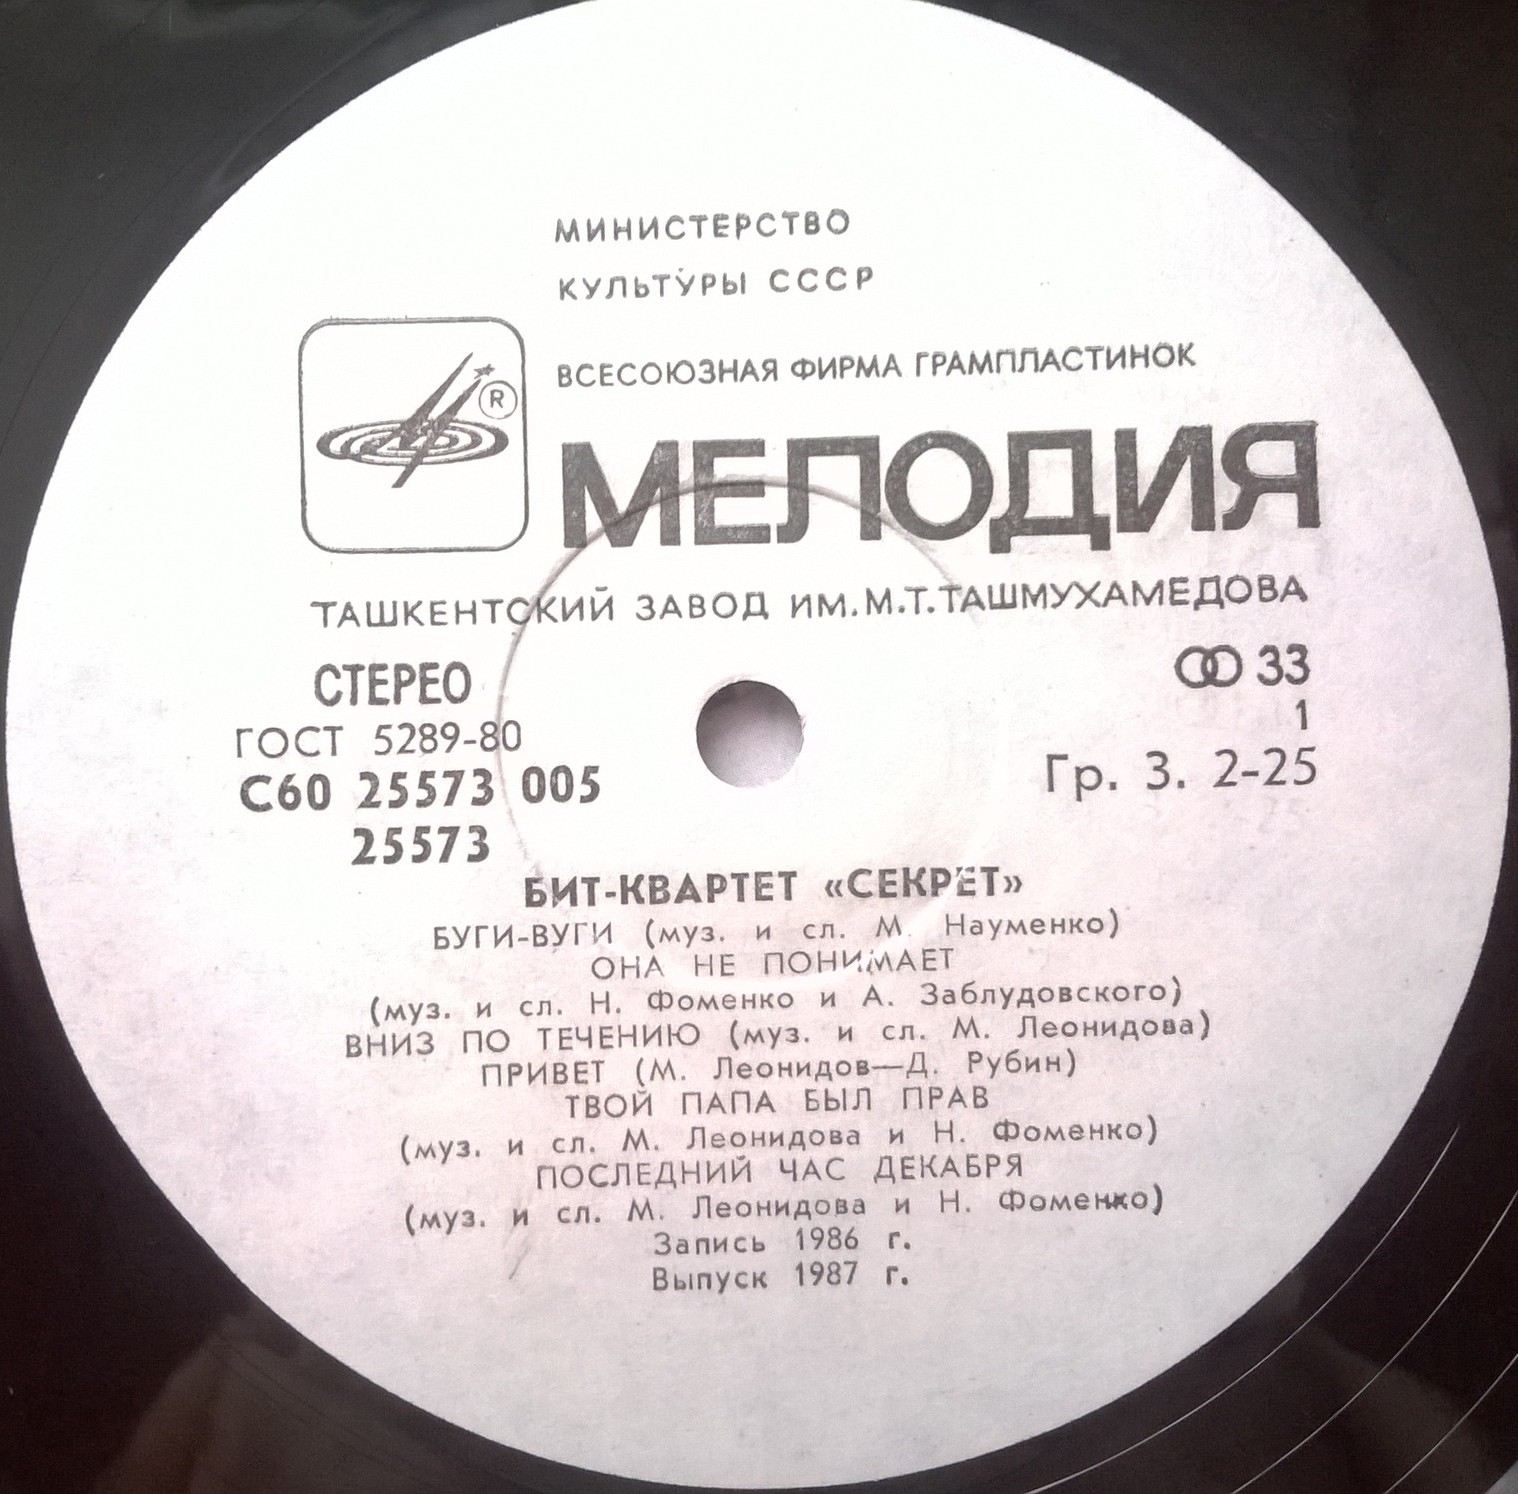 МИНИСТЕРСТВО
КУЛЬТУРЫ СССР
ВСЕСОЮЗНАЯ ФИРМА ГРАМПЛАСТИНОК
R
МЕЛОДИЯ
ТАШКЕНТСКИЙ ЗАВОД ИМ. М.Т.ТАШМУХАМЕДОВА
СТЕРЕО
33
ГОСТ 5289-80
1
С60 25573 005
Гр. 3. 2-25
25573
БИТ-КВАРТЕТ «СЕКРЕТ»
БУГИ-ВУГИ (муз. и сл. М. Науменко)
ОНА НЕ ПОНИМАЕТ
(муз. и сл. Н. Фоменко и А. Заблудовского)
ВНИЗ ПО ТЕЧЕНИЮ (муз. и сл. М. Леонидова)
ПРИВЕТ (М. Леонидов—Д. Рубин)
ТВОЙ ПАПА БЫЛ ПРАВ
(муз. и сл. М. Леонидова и Н. Фоменко)
ПОСЛЕДНИЙ ЧАС ДЕКАБРЯ
(муз. и сл. М. Леонидова и Н. Фоменко)
Запись 1986 г.
Выпуск 1987 г.